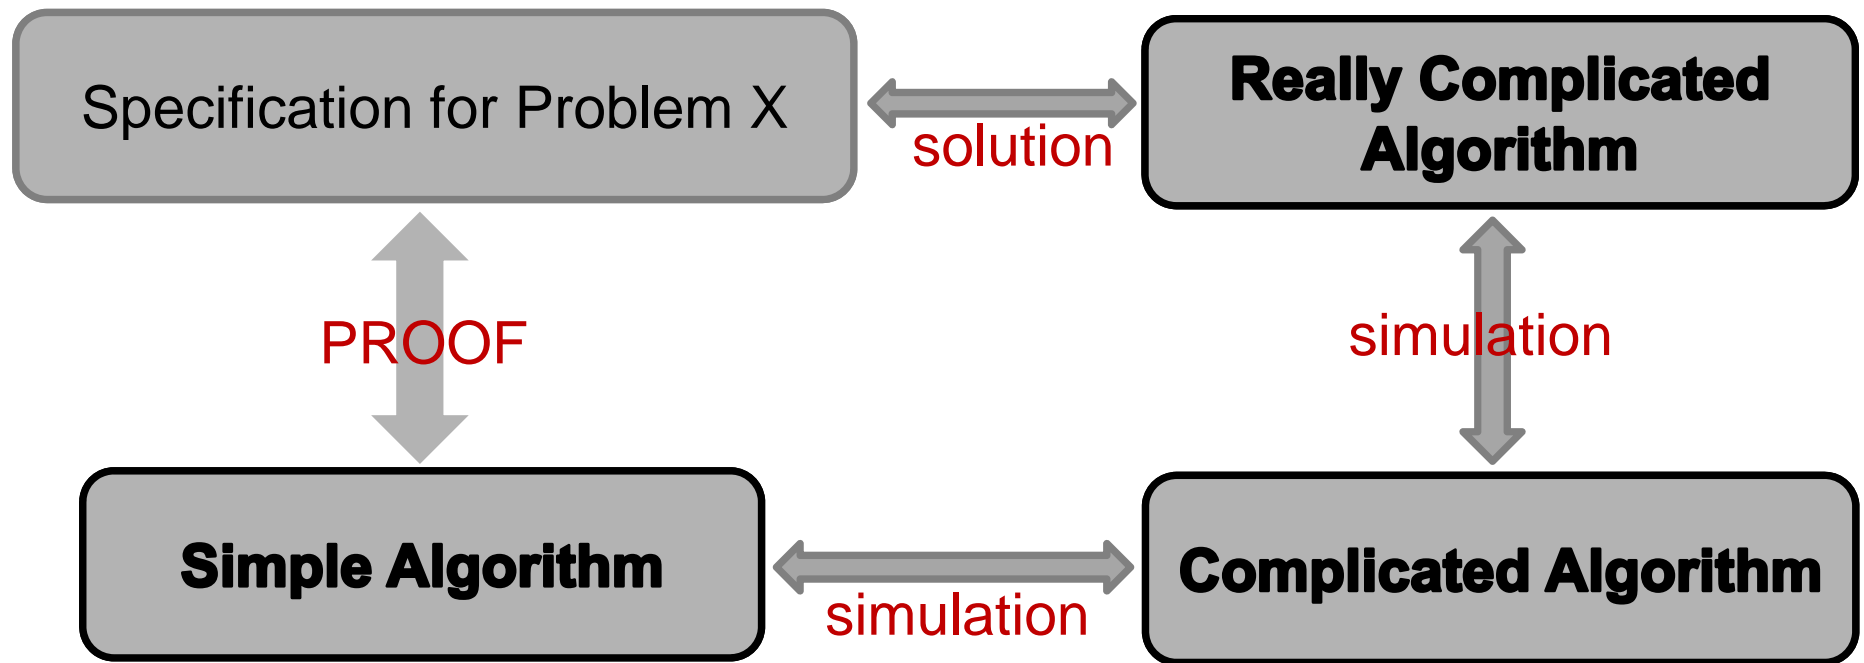 Specification for Problem X
solution
Really Complicated
Algorithm
PROOF
simulation
Simple Algorithm
simulation
Complicated Algorithm